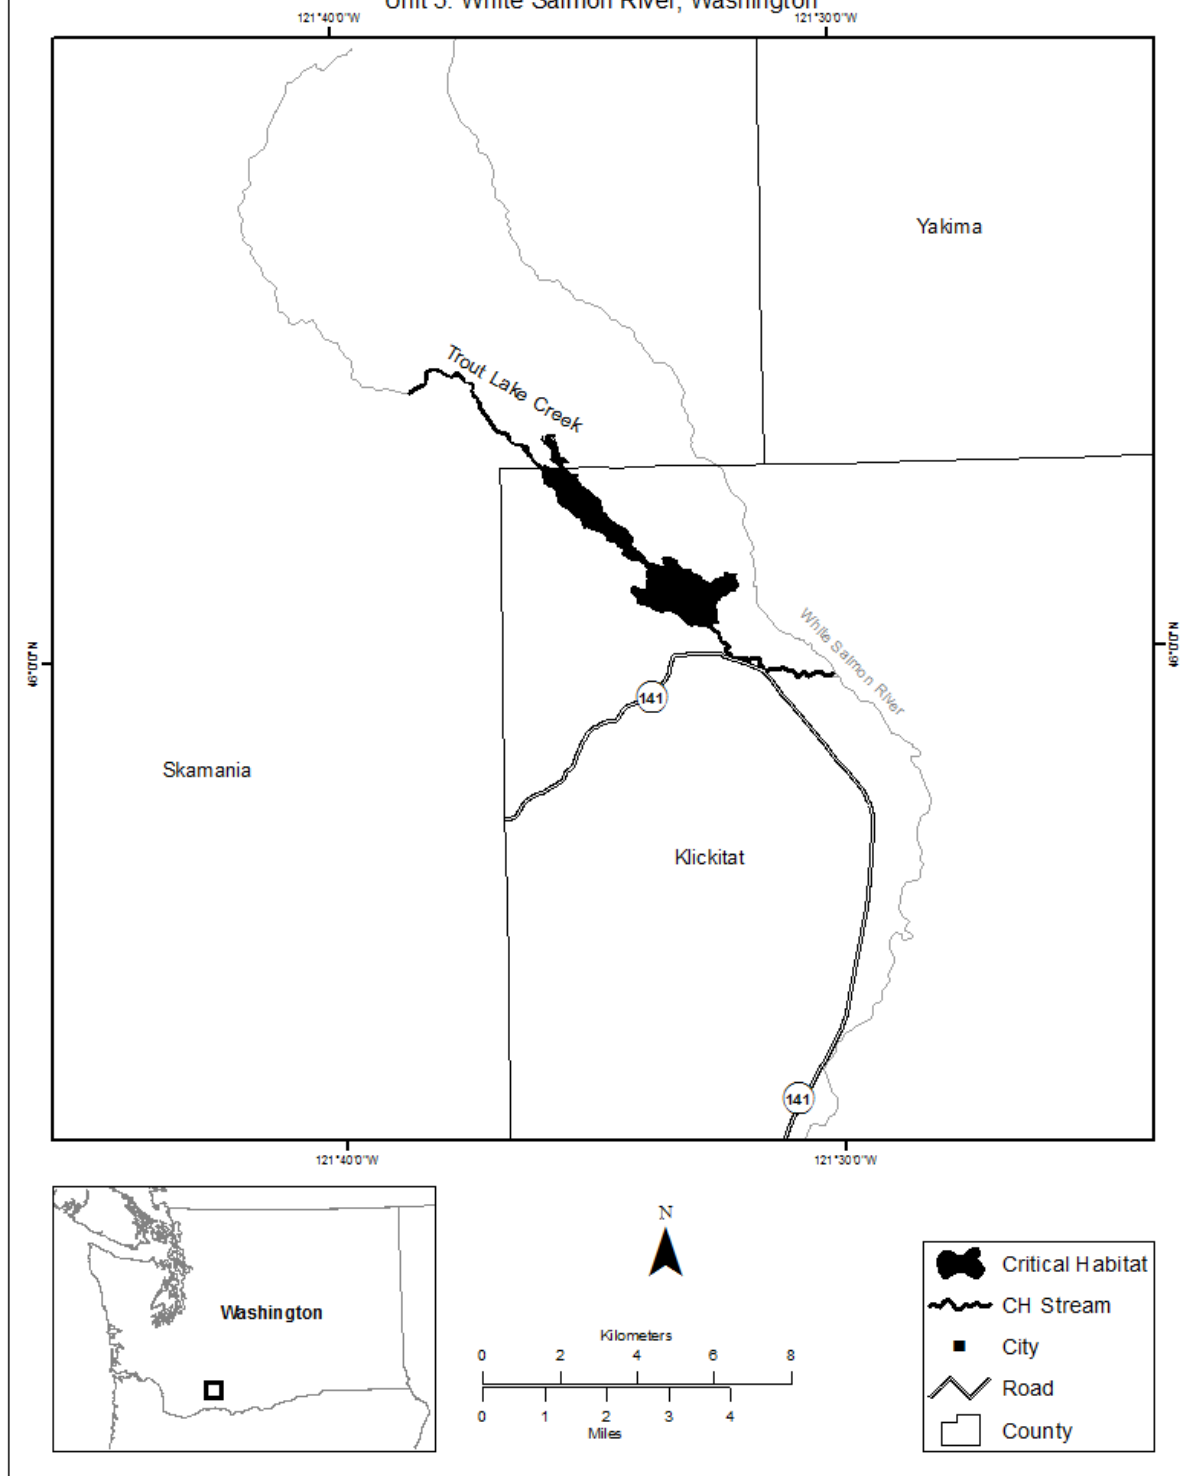 Unit 5: White Salmon River, Washington
121°40'0"W 121°30'0"W
Yakima
Trout Lake Creek
White Salmon River
46°0'0"N 46°0'0"N
141
Skamania
Klickitat
141
121°40'0"W 121°30'0"W
Washington
N
Kilometers
0 2 4 6 8
0 1 2 3 4
Miles
Critical Habitat
CH Stream
City
Road
County